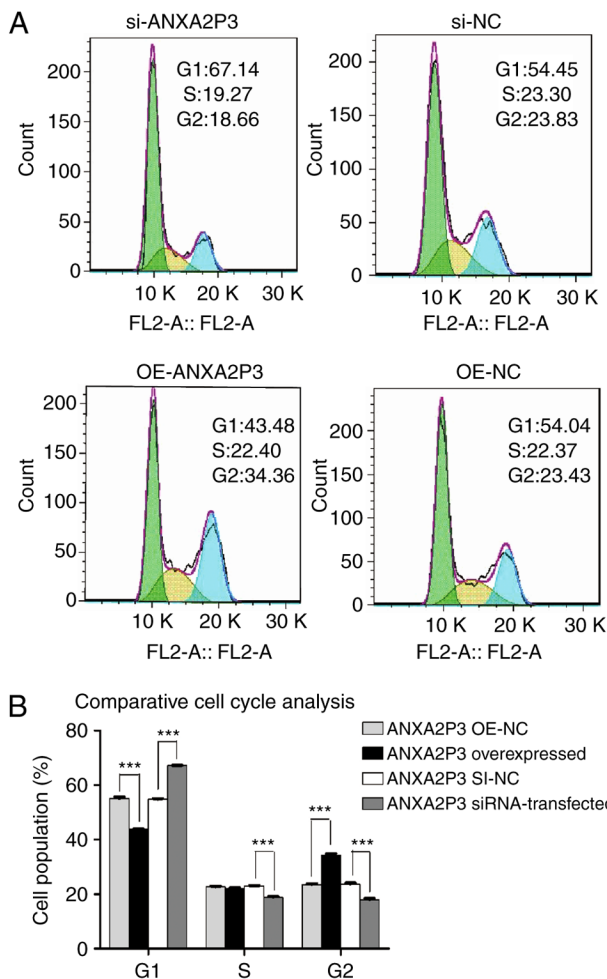 A
si-ANXA2P3
si-NC
G1:67.14
S:19.27
G2:18.66
Count
200
150
100
50
0
10 K 20 K 30 K
FL2-A:: FL2-A
G1:54.45
S:23.30
G2:23.83
Count
200
150
100
50
0
10 K 20 K 30 K
FL2-A:: FL2-A
OE-ANXA2P3
OE-NC
G1:43.48
S:22.40
G2:34.36
Count
200
150
100
50
0
10 K 20 K 30 K
FL2-A:: FL2-A
G1:54.04
S:22.37
G2:23.43
Count
200
150
100
50
0
10 K 20 K 30 K
FL2-A:: FL2-A
B
Comparative cell cycle analysis
Cell population (%)
80
60
40
20
0
***
***
***
***
***
G1 S G2
ANXA2P3 OE-NC
ANXA2P3 overexpressed
ANXA2P3 SI-NC
ANXA2P3 siRNA-transfected